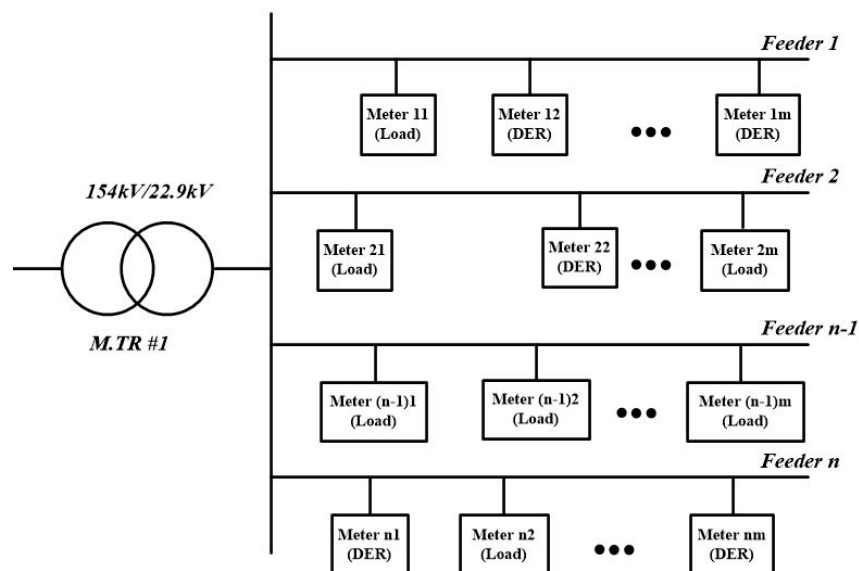 Feeder 1
Meter 11
(Load)
Meter 12
(DER)
Meter 1m
(DER)
Feeder 2
154kV/22.9kV
Meter 21
(Load)
Meter 22
(DER)
Meter 2m
(Load)
M.TR #1
Feeder n-1
Meter (n-1)1
(Load)
Meter (n-1)2
(Load)
Meter (n-1)m
(Load)
Feeder n
Meter n1
(DER)
Meter n2
(Load)
Meter nm
(DER)